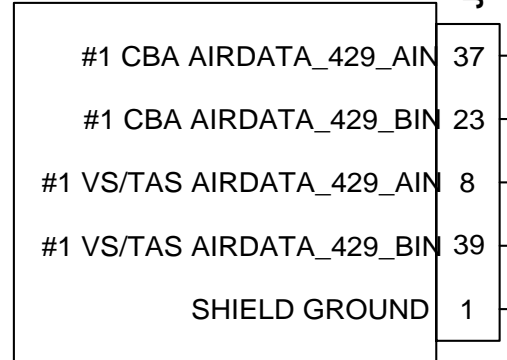 #1 CBA AIRDATA_429_AIN 37
#1 CBA AIRDATA_429_BIN 23
#1 VS/TAS AIRDATA_429_AIN 8
#1 VS/TAS AIRDATA_429_BIN 39
SHIELD GROUND 1